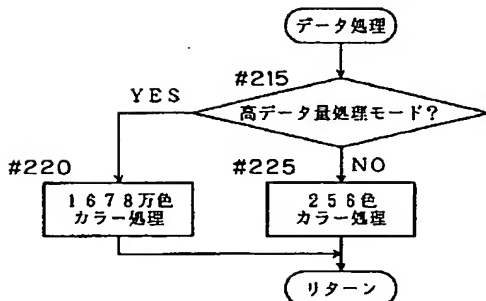 データ処理
#215
YES
高データ量処理モード？
#220
#225
NO
１６７８万色
カラー処理
２５６色
カラー処理
リターン